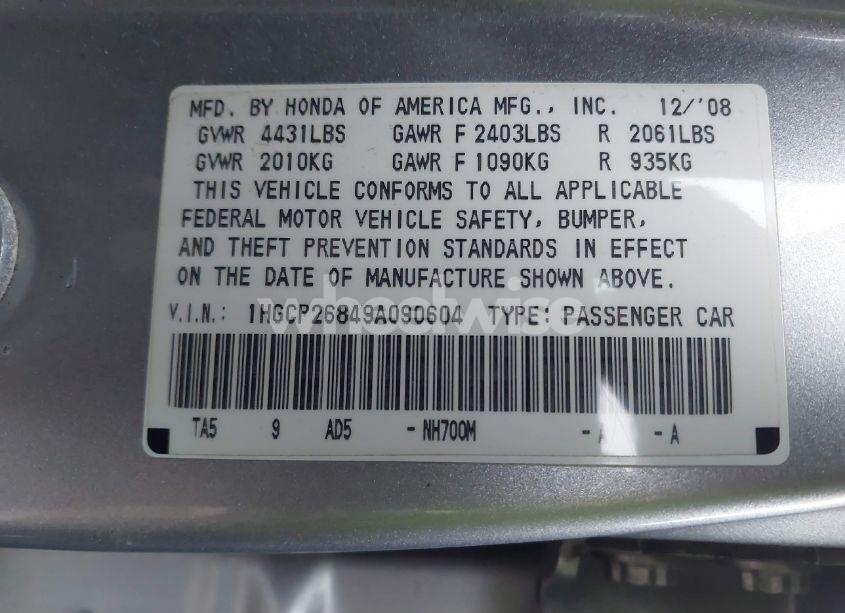 MFD. BY HONDA OF AMERICA MFG., INC. 12/'08
GVWR 4431LBS GAWR F 2403LBS R 2061LBS
GVWR 2010KG GAWR F 1090KG R 935KG
THIS VEHICLE CONFORMS TO ALL APPLICABLE
FEDERAL MOTOR VEHICLE SAFETY, BUMPER,
AND THEFT PREVENTION STANDARDS IN EFFECT
ON THE DATE OF MANUFACTURE SHOWN ABOVE.
V.I.N.: 1HGCP26849A090604 TYPE: PASSENGER CAR
wheelwise
TA5 9 AD5 - NH700M - A - A